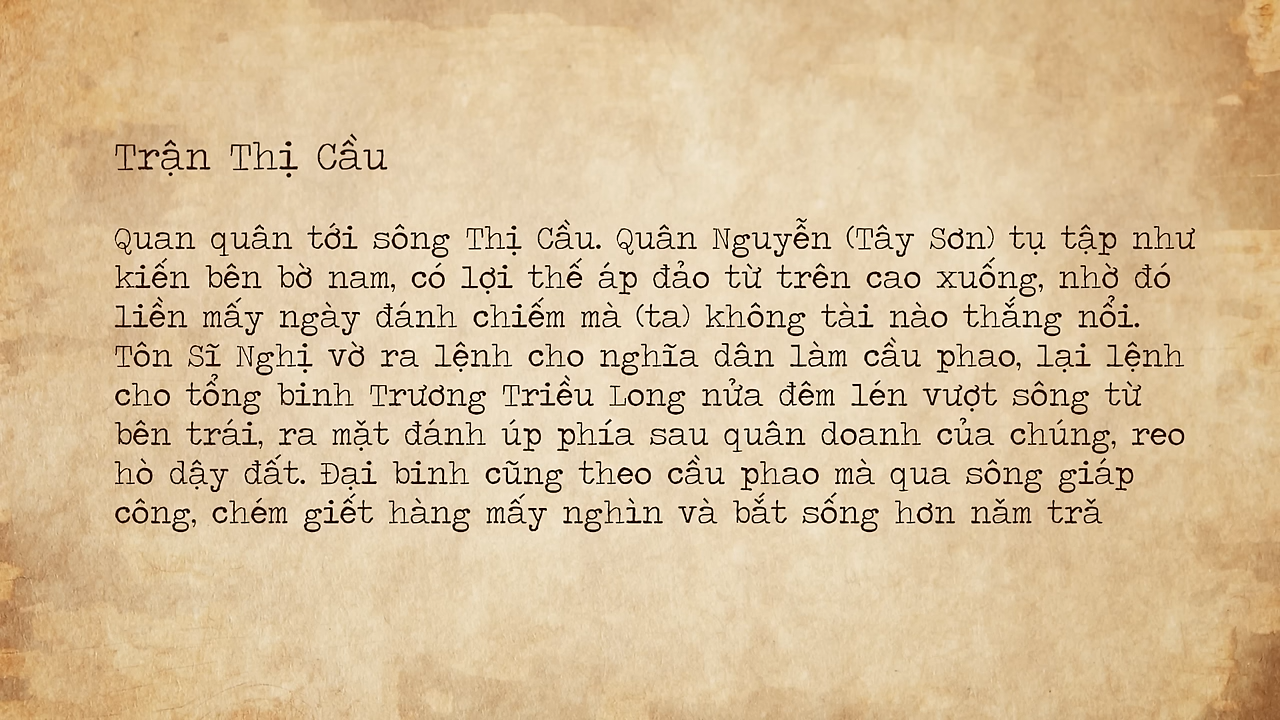 Trận Thị Cầu
Quan quân tới sông Thị Cầu. Quân Nguyễn (Tây Sơn) tụ tập như
kiến bên bờ nam, có lợi thế áp đảo từ trên cao xuống, nhờ đó
liền mấy ngày đánh chiếm mà (ta) không tài nào thắng nổi.
Tôn Sĩ Nghị vờ ra lệnh cho nghĩa dân làm cầu phao, lại lệnh
cho tổng binh Trương Triều Long nửa đêm lén vượt sông từ
bên trái, ra mặt đánh úp phía sau quân doanh của chúng, reo
hò dậy đất. Đại binh cũng theo cầu phao mà qua sông giáp
công, chém giết hàng mấy nghìn và bắt sống hơn năm tră